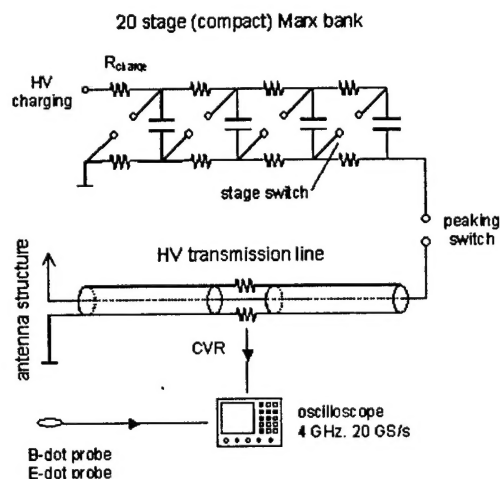 20 stage (compact) Marx bank
Rcharge
HV
charging
stage switch
peaking
switch
HV transmission line
antenna structure
CVR
oscilloscope
4 GHz. 20 GS/s
B-dot probe
E-dot probe